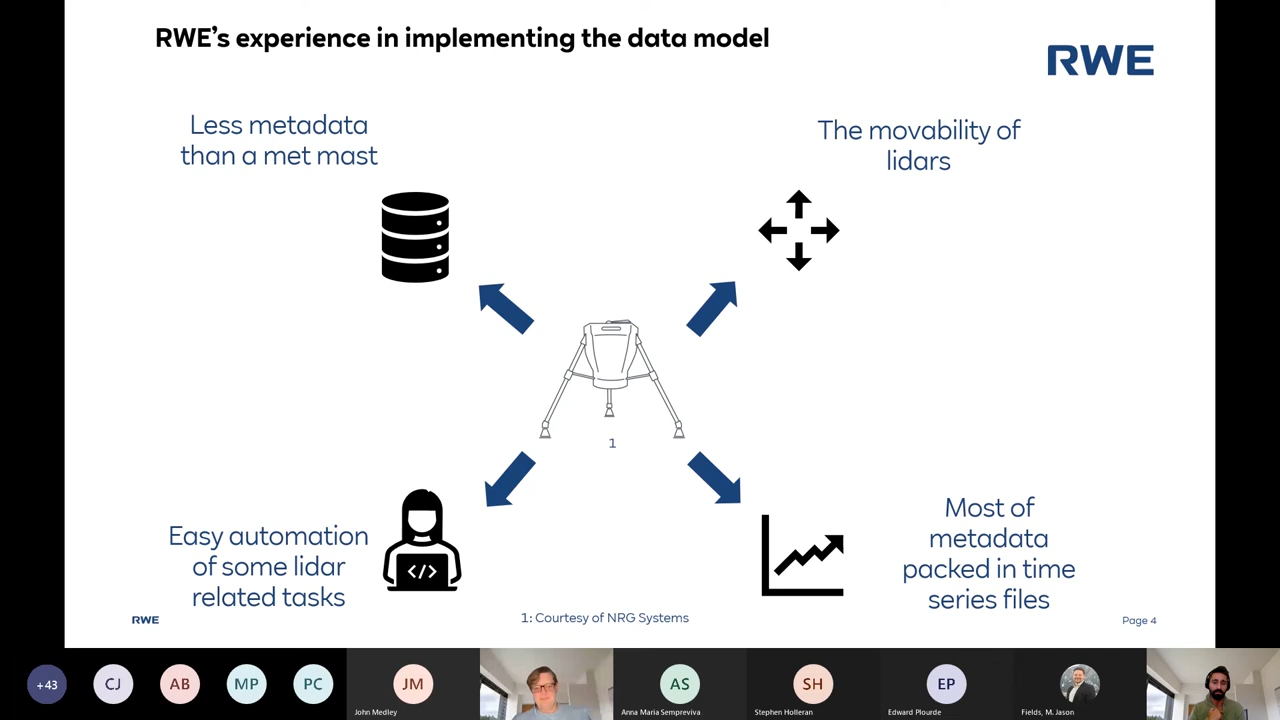 RWE's experience in implementing the data model
RWE
Less metadata
than a met mast
The movability of
lidars
1
Easy automation
of some lidar
related tasks
</>
Most of
metadata
packed in time
series files
RWE
1: Courtesy of NRG Systems
Page 4
+43
CJ
AB
MP
PC
JM
John Medley
AS
Anna Maria Sempreviva
SH
Stephen Holleran
EP
Edward Plourde
Fields, M. Jason